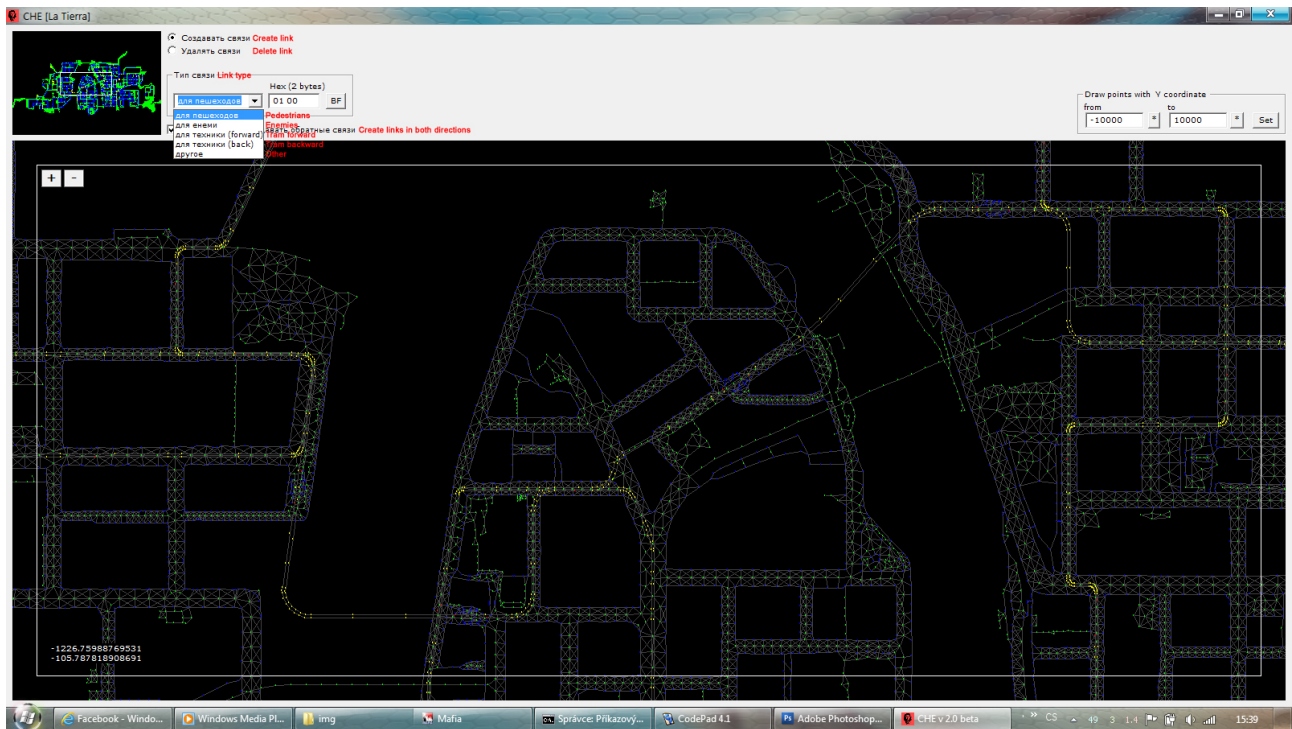 CHE [La Tierra]
Создавать связи Create link
Удалять связи Delete link
Тип связи Link type
Hex (2 bytes)
для пешеходов 01 00 BF
для пешеходов Pedestrians
для енеми Enemies
для техники (forward) Tram forward
для техники (back) Tram backward
другое Other
вать обратные связи Create links in both directions
Draw points with Y coordinate
from to
-10000 * 10000 * Set
+ -
-1226.75988769531
-105.787818908691
Facebook - Windo... Windows Media Pl... img Mafia Správce: Příkazový... CodePad 4.1 Adobe Photoshop... CHE v 2.0 beta CS 49 3 1.4 15:39